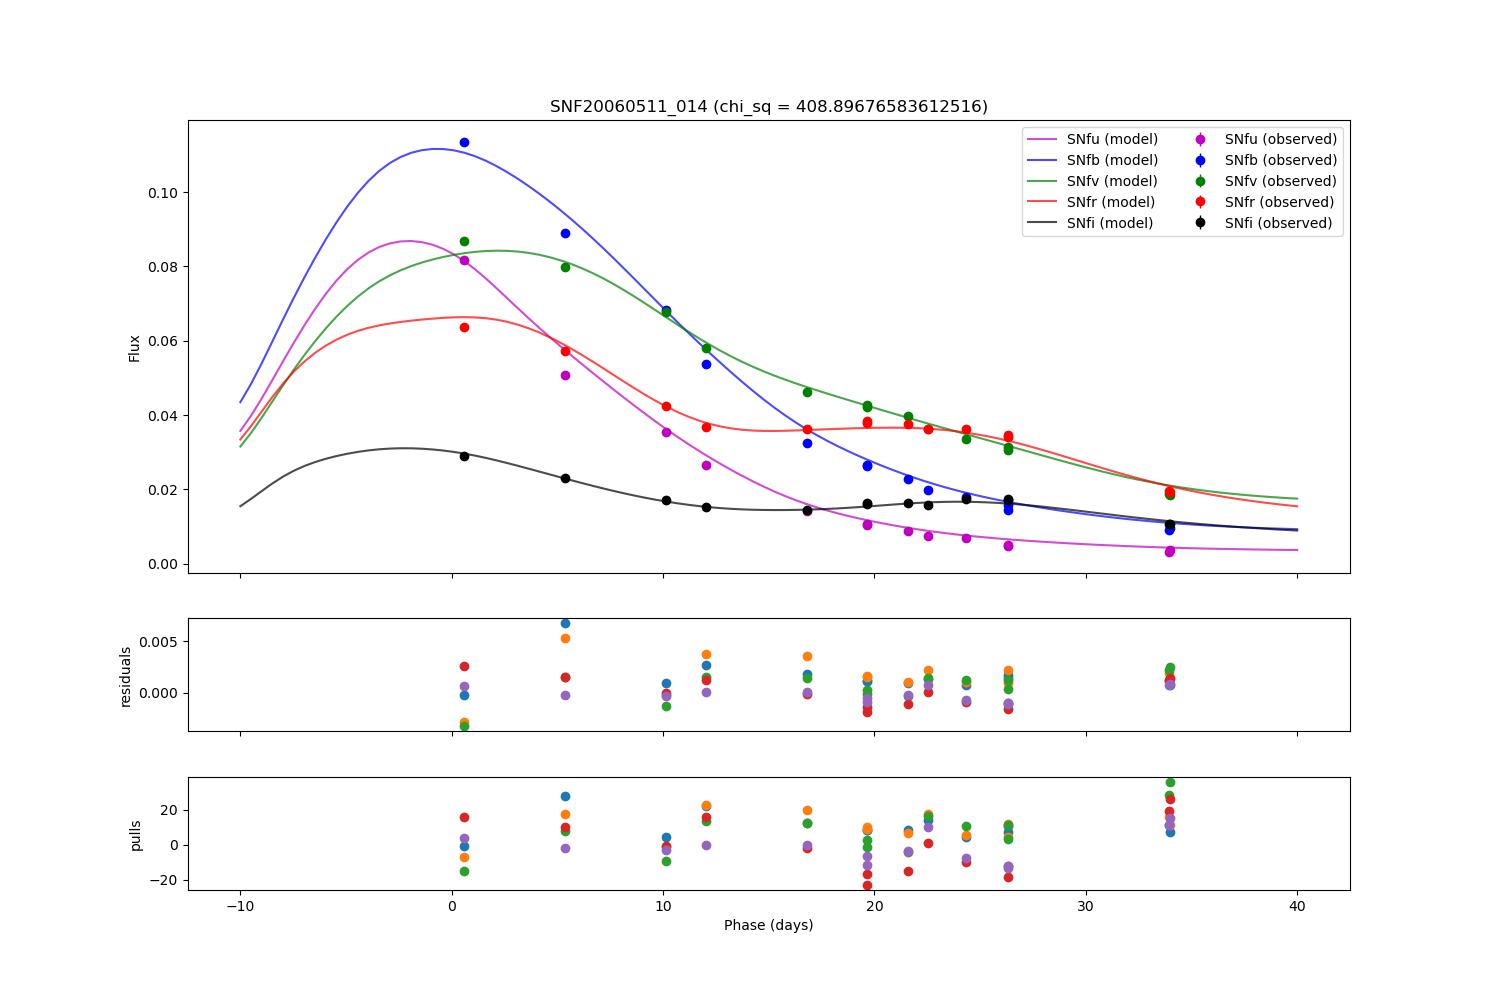 SNF20060511_014 (chi_sq = 408.89676583612516)
SNfu (model)
SNfb (model)
SNfv (model)
SNfr (model)
SNfi (model)
SNfu (observed)
SNfb (observed)
SNfv (observed)
SNfr (observed)
SNfi (observed)
Flux
0.10
0.08
0.06
0.04
0.02
0.00
residuals
0.005
0.000
pulls
20
0
−20
−10
0
10
20
30
40
Phase (days)